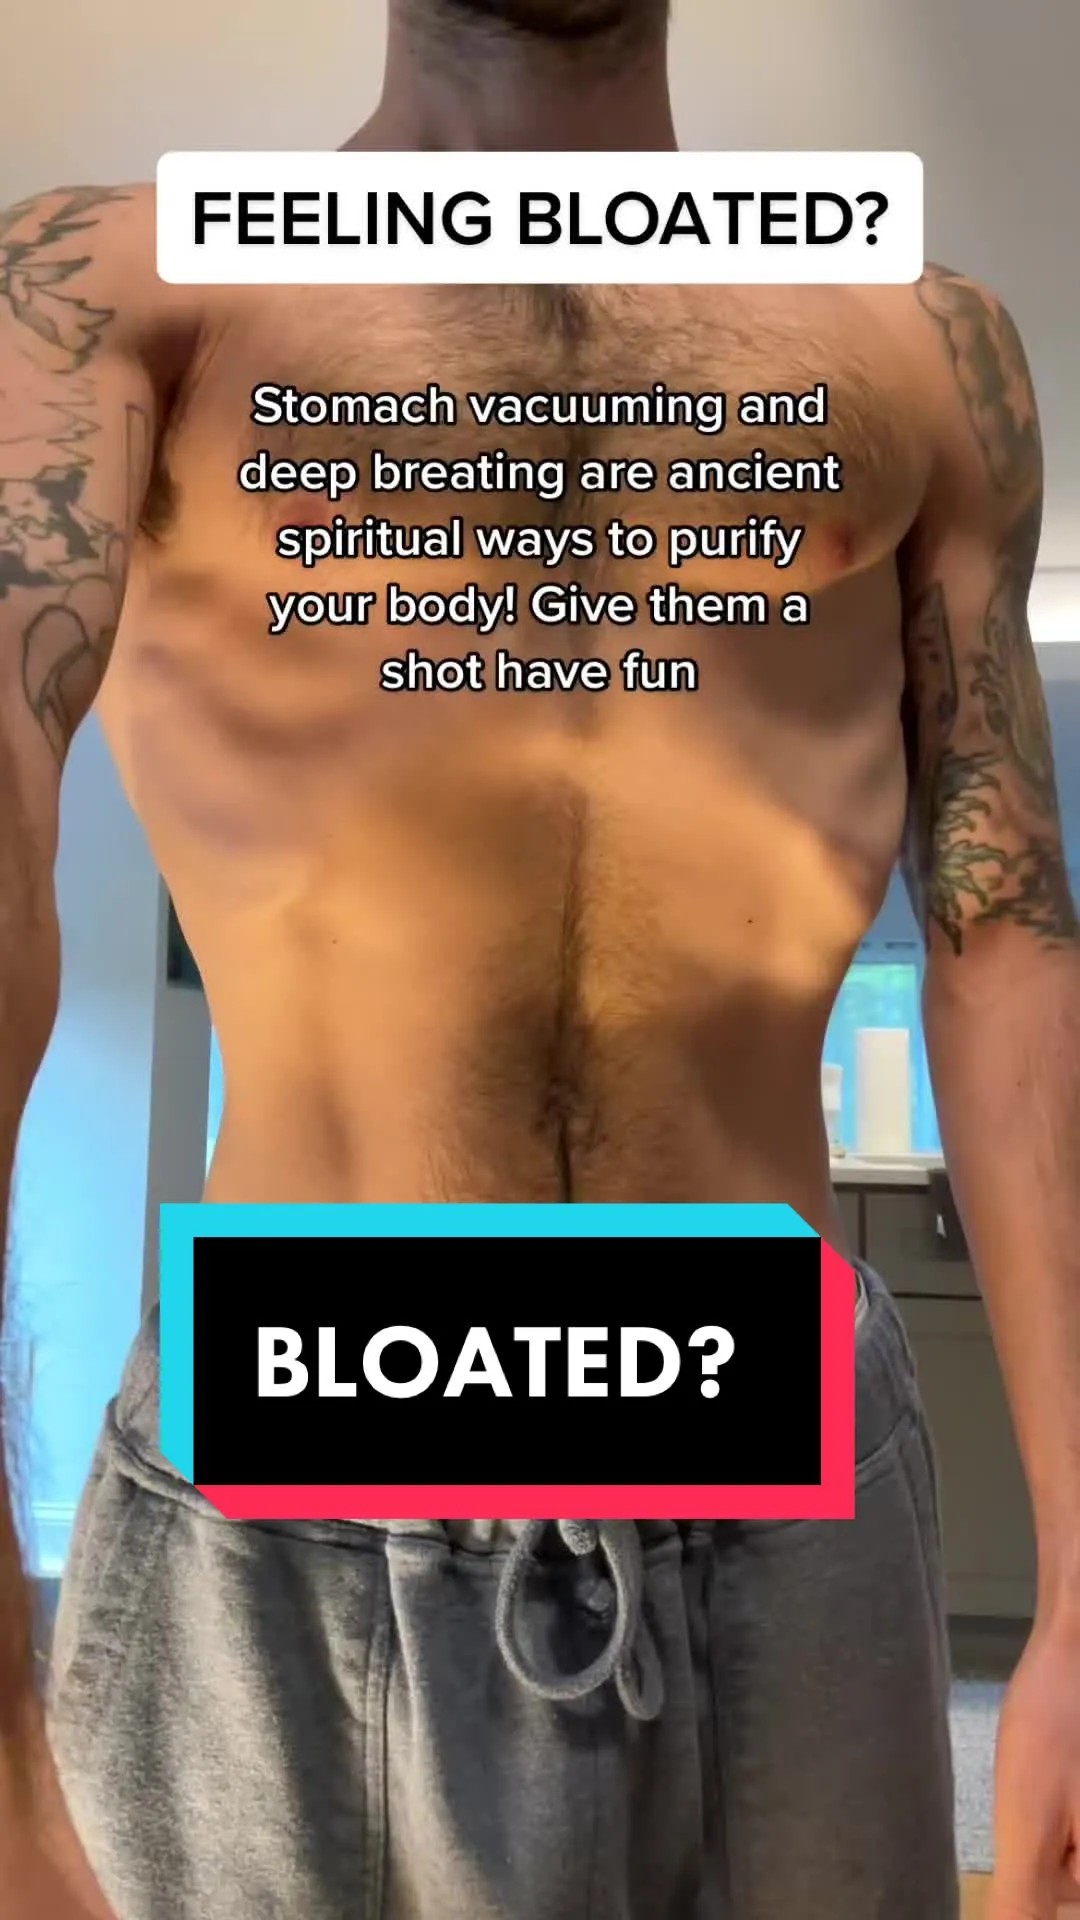 FEELING BLOATED?
Stomach vacuuming and
deep breating are ancient
spiritual ways to purify
your body! Give them a
shot have fun
BLOATED?